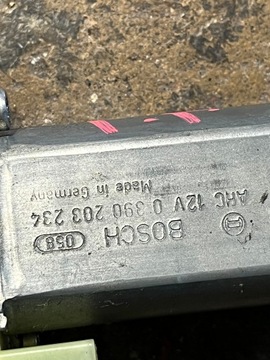 ARC 12V 0 390 203 234
BOSCH 058
Made in Germany